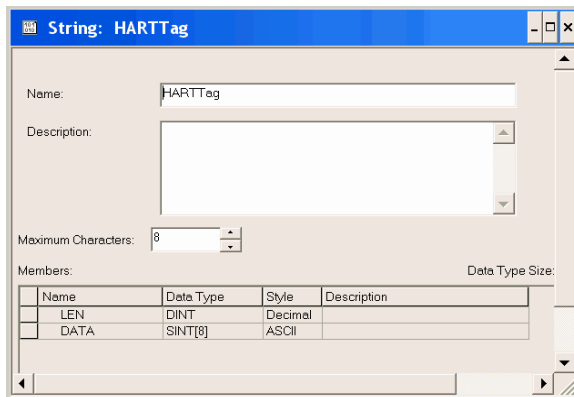 String: HARTTag
Name: HARTTag
Description:
Maximum Characters: 8
Members: Data Type Size:
Name Data Type Style Description
LEN DINT Decimal
DATA SINT[8] ASCII